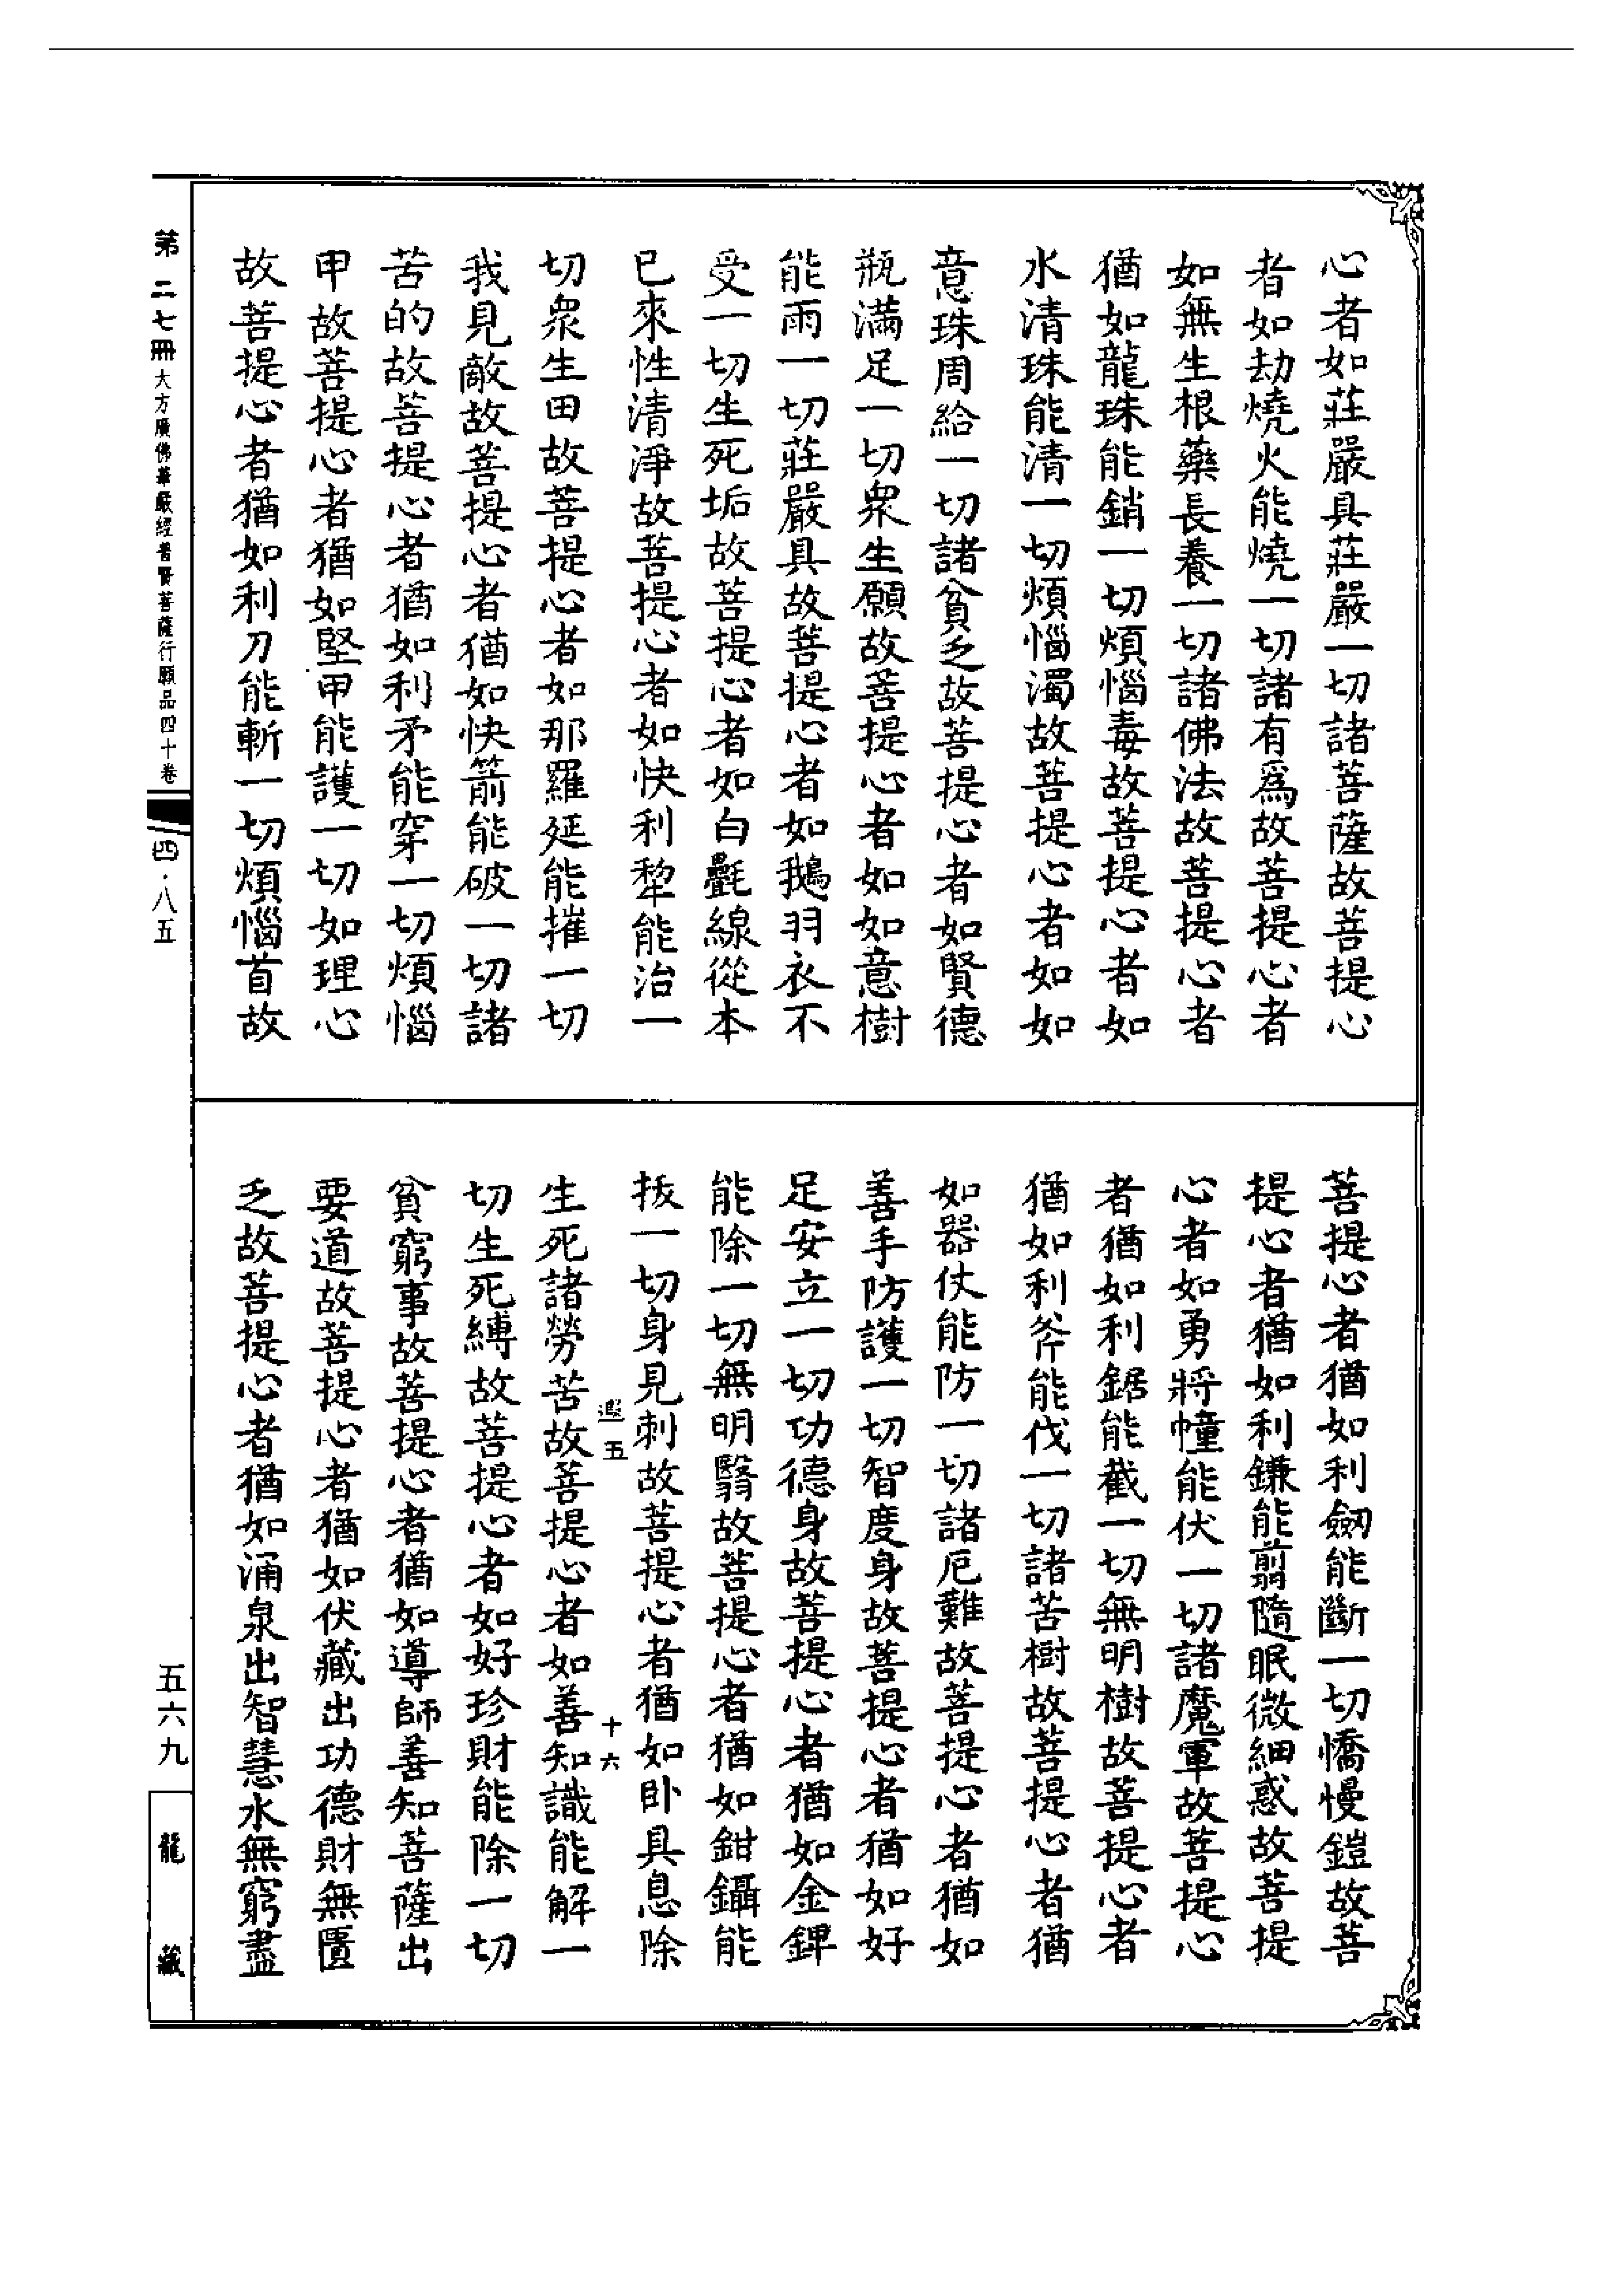 心者如莊嚴具莊嚴一切諸菩薩故菩提心
者如劫燒火能燒一切諸有爲故菩提心者
如無生根藥長養一切諸佛法故菩提心者
猶如龍珠能銷一切煩惱毒故菩提心者如
水清珠能清一切煩惱濁故菩提心者如如
意珠周給一切諸貧乏故菩提心者如賢德
瓶滿足一切衆生願故菩提心者如如意樹
能雨一切莊嚴具故菩提心者如鵝羽衣不
受一切生死垢故菩提心者如白㲲線從本
已來性清淨故菩提心者如快利犂能治一
切衆生田故菩提心者如那羅延能摧一切
我見敵故菩提心者猶如快箭能破一切諸
苦的故菩提心者猶如利矛能穿一切煩惱
甲故菩提心者猶如堅甲能護一切如理心
故菩提心者猶如利刀能斬一切煩惱首故
菩提心者猶如利劒能斷一切憍慢鎧故菩
提心者猶如利鎌能翦隨眠微細惑故菩提
心者如勇將幢能伏一切諸魔軍故菩提心
者猶如利鋸能截一切無明樹故菩提心者
猶如利斧能伐一切諸苦樹故菩提心者猶
如器仗能防一切諸厄難故菩提心者猶如
善手防護一切智度身故菩提心者猶如好
足安立一切功德身故菩提心者猶如金錍
能除一切無明翳故菩提心者猶如鉗鑷能
拔一切身見刺故菩提心者猶如卧具息除
遐五 十六
生死諸勞苦故菩提心者如善知識能解一
切生死縛故菩提心者如好珍財能除一切
貧窮事故菩提心者猶如導師善知菩薩出
要道故菩提心者猶如伏藏出功德財無匱
乏故菩提心者猶如涌泉出智慧水無窮盡
第二七冊 大方廣佛華嚴經普賢菩薩行願品四十卷 四·八五
五六九
龍藏